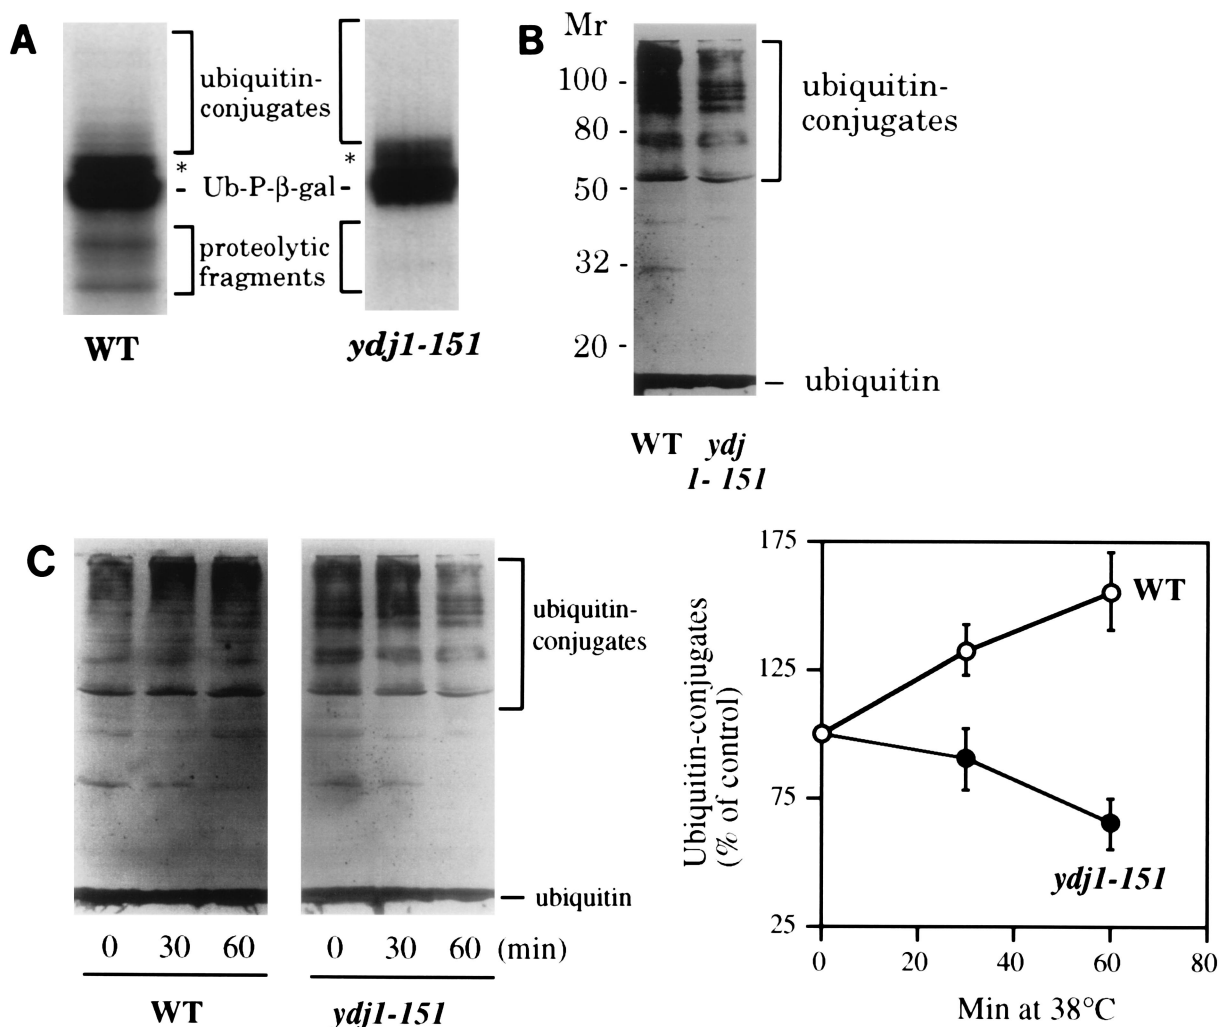 A
ubiquitin-
conjugates
*
*
- Ub-P-β-gal-
proteolytic
fragments
WT
ydj1-151
B
Mr
100 -
80 -
50 -
32 -
20 -
ubiquitin-
conjugates
— ubiquitin
WT ydj
1- 151
C
ubiquitin-
conjugates
— ubiquitin
0 30 60
0 30 60 (min)
WT
ydj1-151
Ubiquitin-conjugates
(% of control)
175
125
75
25
WT
ydj1-151
0 20 40 60 80
Min at 38°C